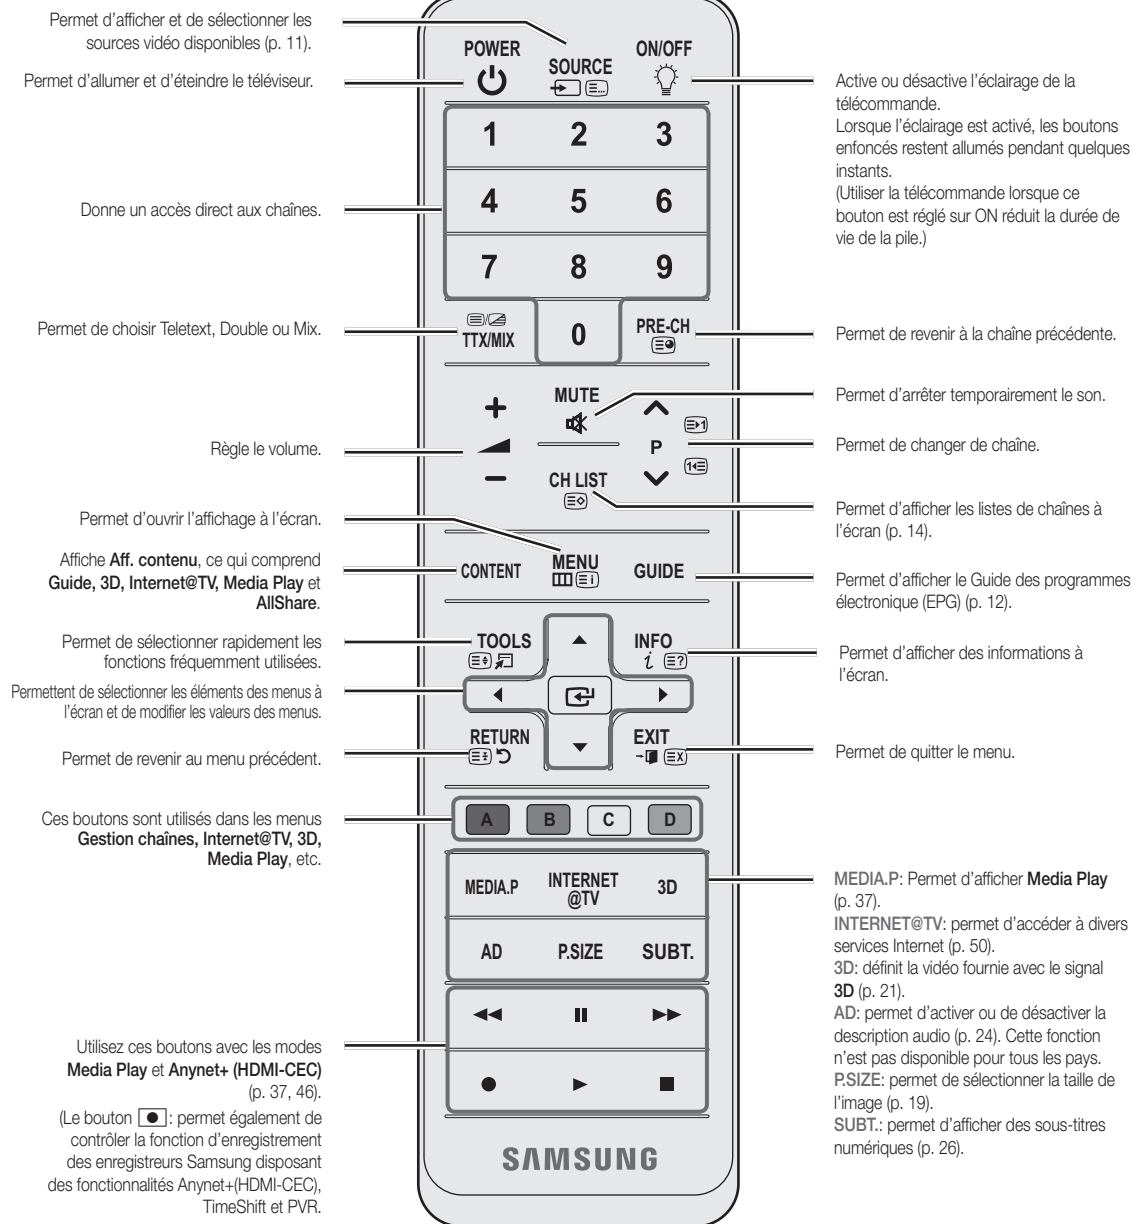 Permet d'afficher et de sélectionner les
sources vidéo disponibles (p. 11).
Permet d'allumer et d'éteindre le téléviseur.
Donne un accès direct aux chaînes.
Permet de choisir Teletext, Double ou Mix.
Règle le volume.
Permet d'ouvrir l'affichage à l'écran.
Affiche Aff. contenu, ce qui comprend
Guide, 3D, Internet@TV, Media Play et
AllShare.
Permet de sélectionner rapidement les
fonctions fréquemment utilisées.
Permettent de sélectionner les éléments des menus à
l'écran et de modifier les valeurs des menus.
Permet de revenir au menu précédent.
Ces boutons sont utilisés dans les menus
Gestion chaînes, Internet@TV, 3D,
Media Play, etc.
Utilisez ces boutons avec les modes
Media Play et Anynet+ (HDMI-CEC)
(p. 37, 46).
(Le bouton ●: permet également de
contrôler la fonction d'enregistrement
des enregistreurs Samsung disposant
des fonctionnalités Anynet+(HDMI-CEC),
TimeShift et PVR.
POWER
SOURCE
ON/OFF
1 2 3
4 5 6
7 8 9
TTX/MIX
0
PRE-CH
MUTE
P
CH LIST
CONTENT
MENU
GUIDE
TOOLS
INFO
RETURN
EXIT
A B C D
MEDIA.P
INTERNET
@TV
3D
AD
P.SIZE
SUBT.
SAMSUNG
Active ou désactive l'éclairage de la
télécommande.
Lorsque l'éclairage est activé, les boutons
enfoncés restent allumés pendant quelques
instants.
(Utiliser la télécommande lorsque ce
bouton est réglé sur ON réduit la durée de
vie de la pile.)
Permet de revenir à la chaîne précédente.
Permet d'arrêter temporairement le son.
Permet de changer de chaîne.
Permet d'afficher les listes de chaînes à
l'écran (p. 14).
Permet d'afficher le Guide des programmes
électronique (EPG) (p. 12).
Permet d'afficher des informations à
l'écran.
Permet de quitter le menu.
MEDIA.P: Permet d'afficher Media Play
(p. 37).
INTERNET@TV: permet d'accéder à divers
services Internet (p. 50).
3D: définit la vidéo fournie avec le signal
3D (p. 21).
AD: permet d'activer ou de désactiver la
description audio (p. 24). Cette fonction
n'est pas disponible pour tous les pays.
P.SIZE: permet de sélectionner la taille de
l'image (p. 19).
SUBT.: permet d'afficher des sous-titres
numériques (p. 26).